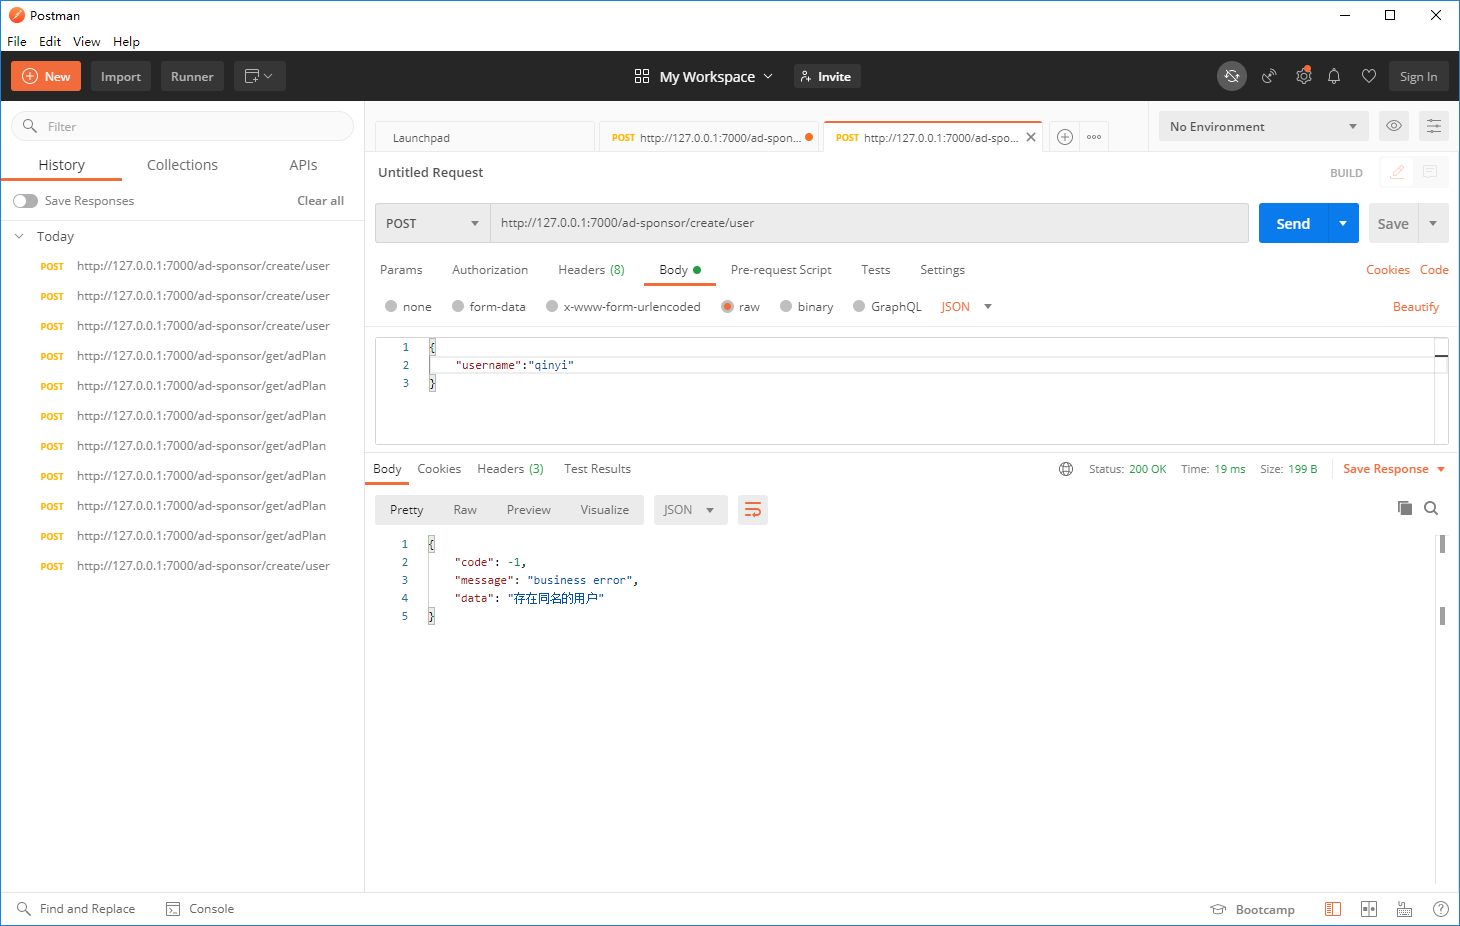 Postman
File Edit View Help
New Import Runner My Workspace Invite Sign In
Filter
History Collections APIs
Save Responses Clear all
Today
POST http://127.0.0.1:7000/ad-sponsor/create/user
POST http://127.0.0.1:7000/ad-sponsor/create/user
POST http://127.0.0.1:7000/ad-sponsor/create/user
POST http://127.0.0.1:7000/ad-sponsor/get/adPlan
POST http://127.0.0.1:7000/ad-sponsor/get/adPlan
POST http://127.0.0.1:7000/ad-sponsor/get/adPlan
POST http://127.0.0.1:7000/ad-sponsor/get/adPlan
POST http://127.0.0.1:7000/ad-sponsor/get/adPlan
POST http://127.0.0.1:7000/ad-sponsor/get/adPlan
POST http://127.0.0.1:7000/ad-sponsor/get/adPlan
POST http://127.0.0.1:7000/ad-sponsor/create/user
Launchpad POST http://127.0.0.1:7000/ad-spon... POST http://127.0.0.1:7000/ad-spo... No Environment
Untitled Request BUILD
POST http://127.0.0.1:7000/ad-sponsor/create/user Send Save
Params Authorization Headers (8) Body Pre-request Script Tests Settings Cookies Code
none form-data x-www-form-urlencoded raw binary GraphQL JSON Beautify
1 {
2 "username":"qinyi"
3 }
Body Cookies Headers (3) Test Results Status: 200 OK Time: 19 ms Size: 199 B Save Response
Pretty Raw Preview Visualize JSON
1 {
2 "code": -1,
3 "message": "business error",
4 "data": "存在同名的用户"
5 }
Find and Replace Console Bootcamp